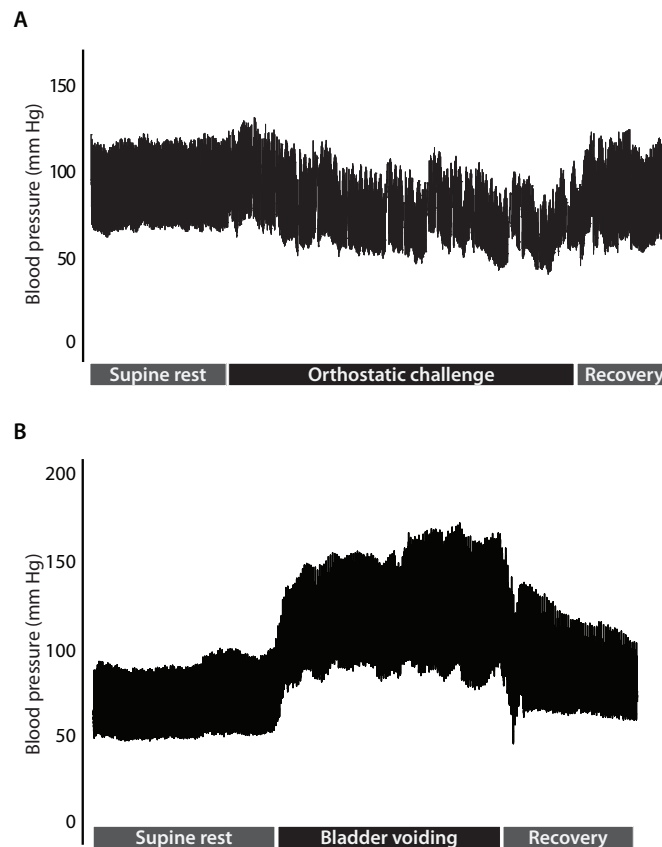 A
150
100
50
0
Blood pressure (mm Hg)
Supine rest
Orthostatic challenge
Recovery
B
200
150
100
50
0
Blood pressure (mm Hg)
Supine rest
Bladder voiding
Recovery